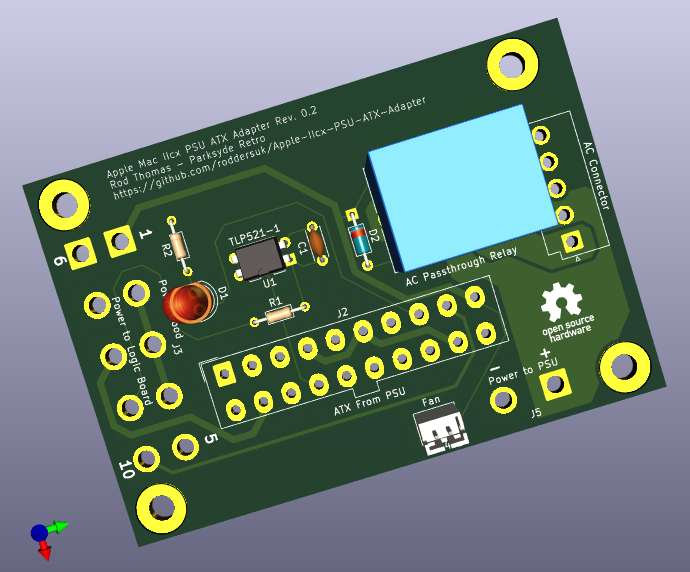 Apple Mac IIcx PSU ATX Adapter Rev. 0.2
Rod Thomas - Parksyde Retro
https://github.com/roddersuk/Apple-IIcx-PSU-ATX-Adapter
AC Connector
6
1
R2
TLP521-1
U1
C1
D2
AC Passthrough Relay
D1
R1
J2
J3
Power to Logic Board
open source
hardware
+
-
Power to PSU
J5
ATX From PSU
Fan
5
10